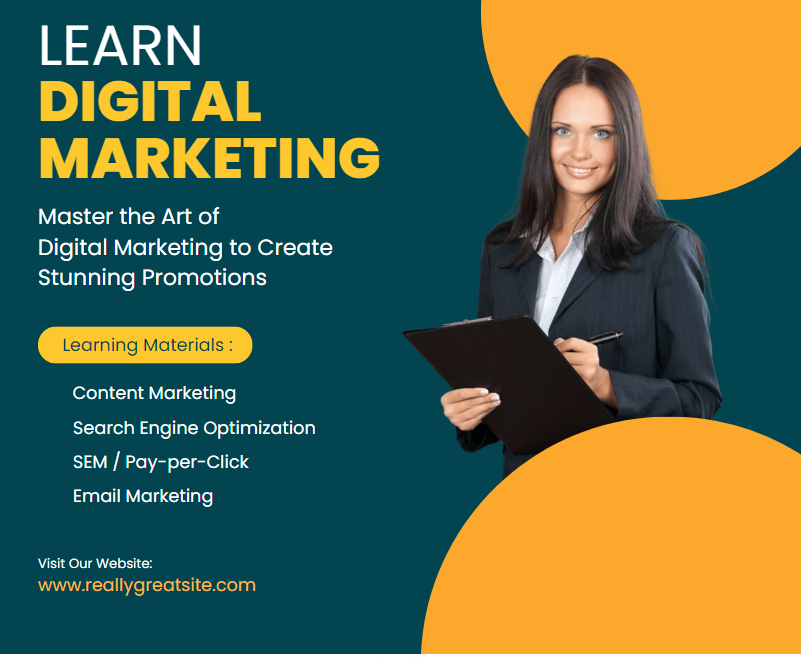 LEARN
DIGITAL
MARKETING
Master the Art of
Digital Marketing to Create
Stunning Promotions
Learning Materials :
Content Marketing
Search Engine Optimization
SEM / Pay-per-Click
Email Marketing
Visit Our Website:
www.reallygreatsite.com